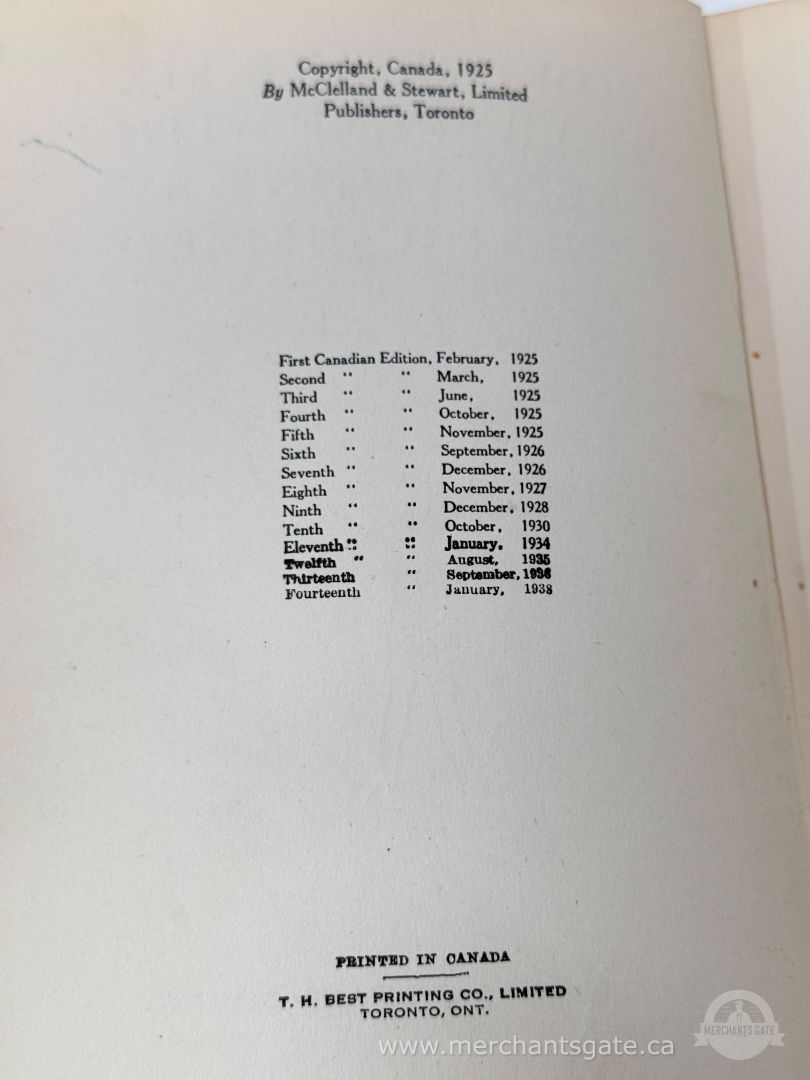 Copyright, Canada, 1925
By McClelland & Stewart, Limited
Publishers, Toronto
First Canadian Edition, February, 1925
Second “ “ March, 1925
Third “ “ June, 1925
Fourth “ “ October, 1925
Fifth “ “ November, 1925
Sixth “ “ September, 1926
Seventh “ “ December, 1926
Eighth “ “ November, 1927
Ninth “ “ December, 1928
Tenth “ “ October, 1930
Eleventh “ “ January, 1934
Twelfth “ “ August, 1935
Thirteenth “ September, 1936
Fourteenth “ January, 1938
PRINTED IN CANADA
T. H. BEST PRINTING CO., LIMITED
TORONTO, ONT.
www.merchantsgate.ca
MERCHANTS GATE